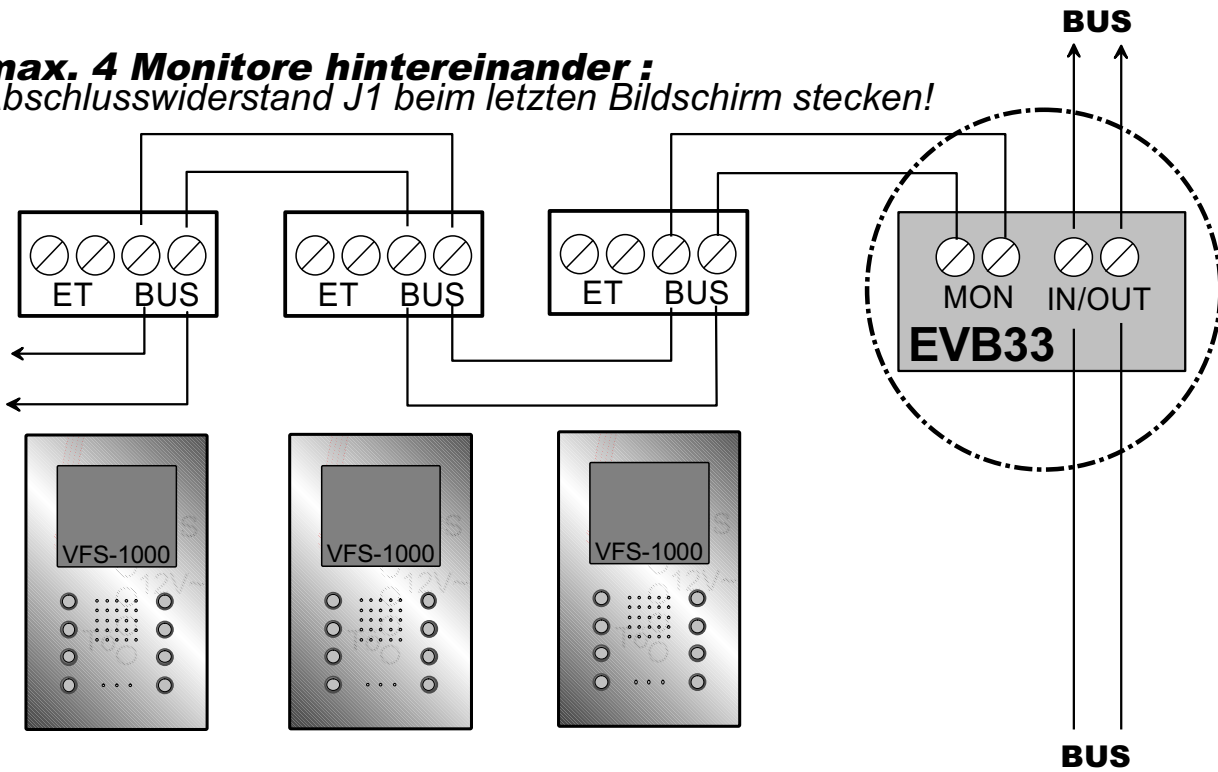 BUS
max. 4 Monitore hintereinander :
Abschlusswiderstand J1 beim letzten Bildschirm stecken!
ET BUS
ET BUS
ET BUS
MON IN/OUT
EVB33
VFS-1000
VFS-1000
VFS-1000
BUS